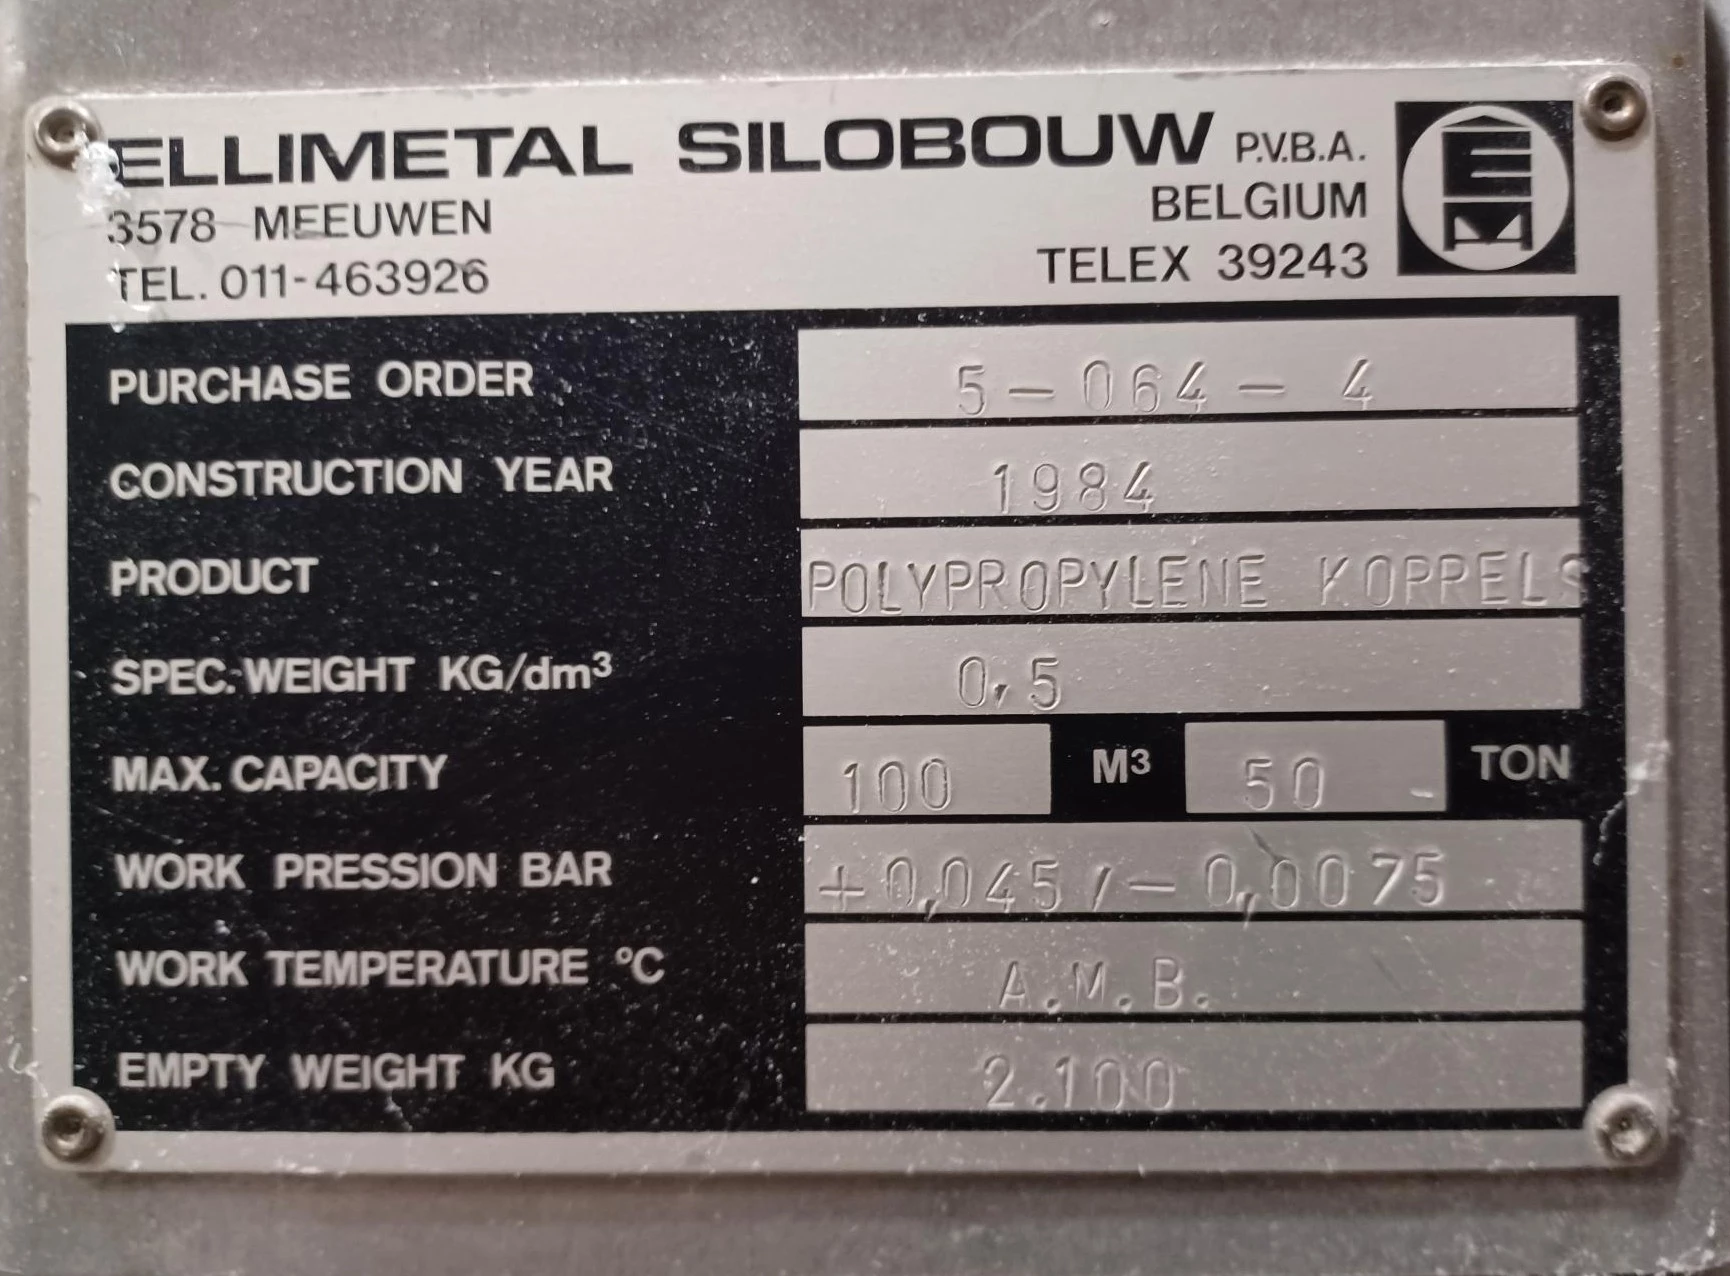 ELLIMETAL SILOBOUW P.V.B.A.
3578 MEEUWEN BELGIUM
TEL. 011-463926 TELEX 39243
EM
PURCHASE ORDER 5-064-4
CONSTRUCTION YEAR 1984
PRODUCT POLYPROPYLENE KORRELS
SPEC. WEIGHT KG/dm³ 0,5
MAX. CAPACITY 100 M³ 50 TON
WORK PRESSION BAR +0,045/-0,0075
WORK TEMPERATURE °C A.M.B.
EMPTY WEIGHT KG 2.100